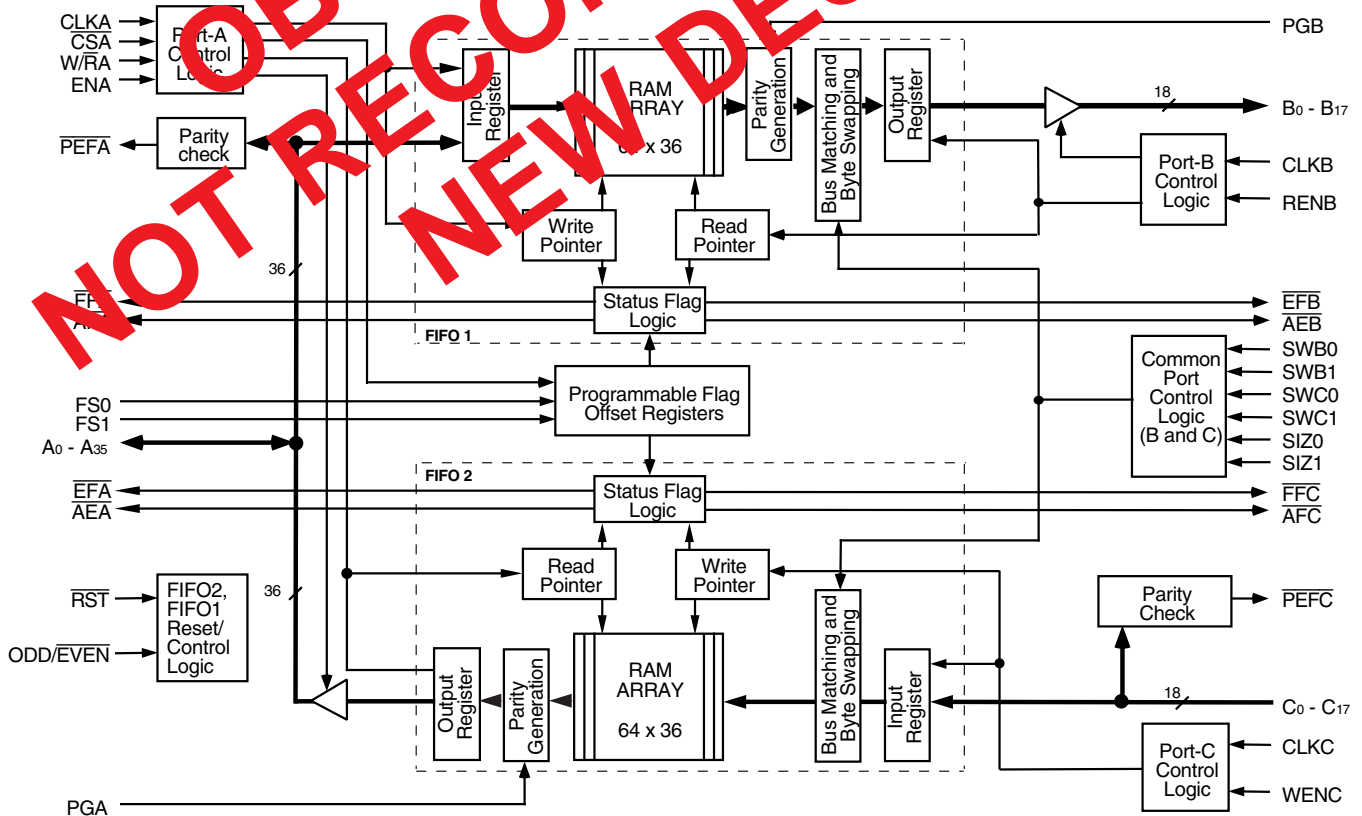 CLKA
CSA
W/RA
ENA
Port-A
Control
Logic
PEFA
Parity
check
Input
Register
RAM
ARRAY
x 36
Parity
Generation
Bus Matching and
Byte Swapping
Output
Register
PGB
18
B0 - B17
Port-B
Control
Logic
CLKB
RENB
NOT
NEW
Write
Pointer
Read
Pointer
36
Status Flag
Logic
FIFO 1
EFB
AEB
Programmable Flag
Offset Registers
FS0
FS1
A0 - A35
Common
Port
Control
Logic
(B and C)
SWB0
SWB1
SWC0
SWC1
SIZ0
SIZ1
FIFO 2
EFA
AEA
Status Flag
Logic
FFC
AFC
Read
Pointer
Write
Pointer
36
RST
ODD/EVEN
FIFO2,
FIFO1
Reset/
Control
Logic
Output
Register
Parity
Generation
RAM
ARRAY
64 x 36
Bus Matching and
Byte Swapping
Input
Register
Parity
Check
PEFC
18
C0 - C17
Port-C
Control
Logic
CLKC
WENC
PGA